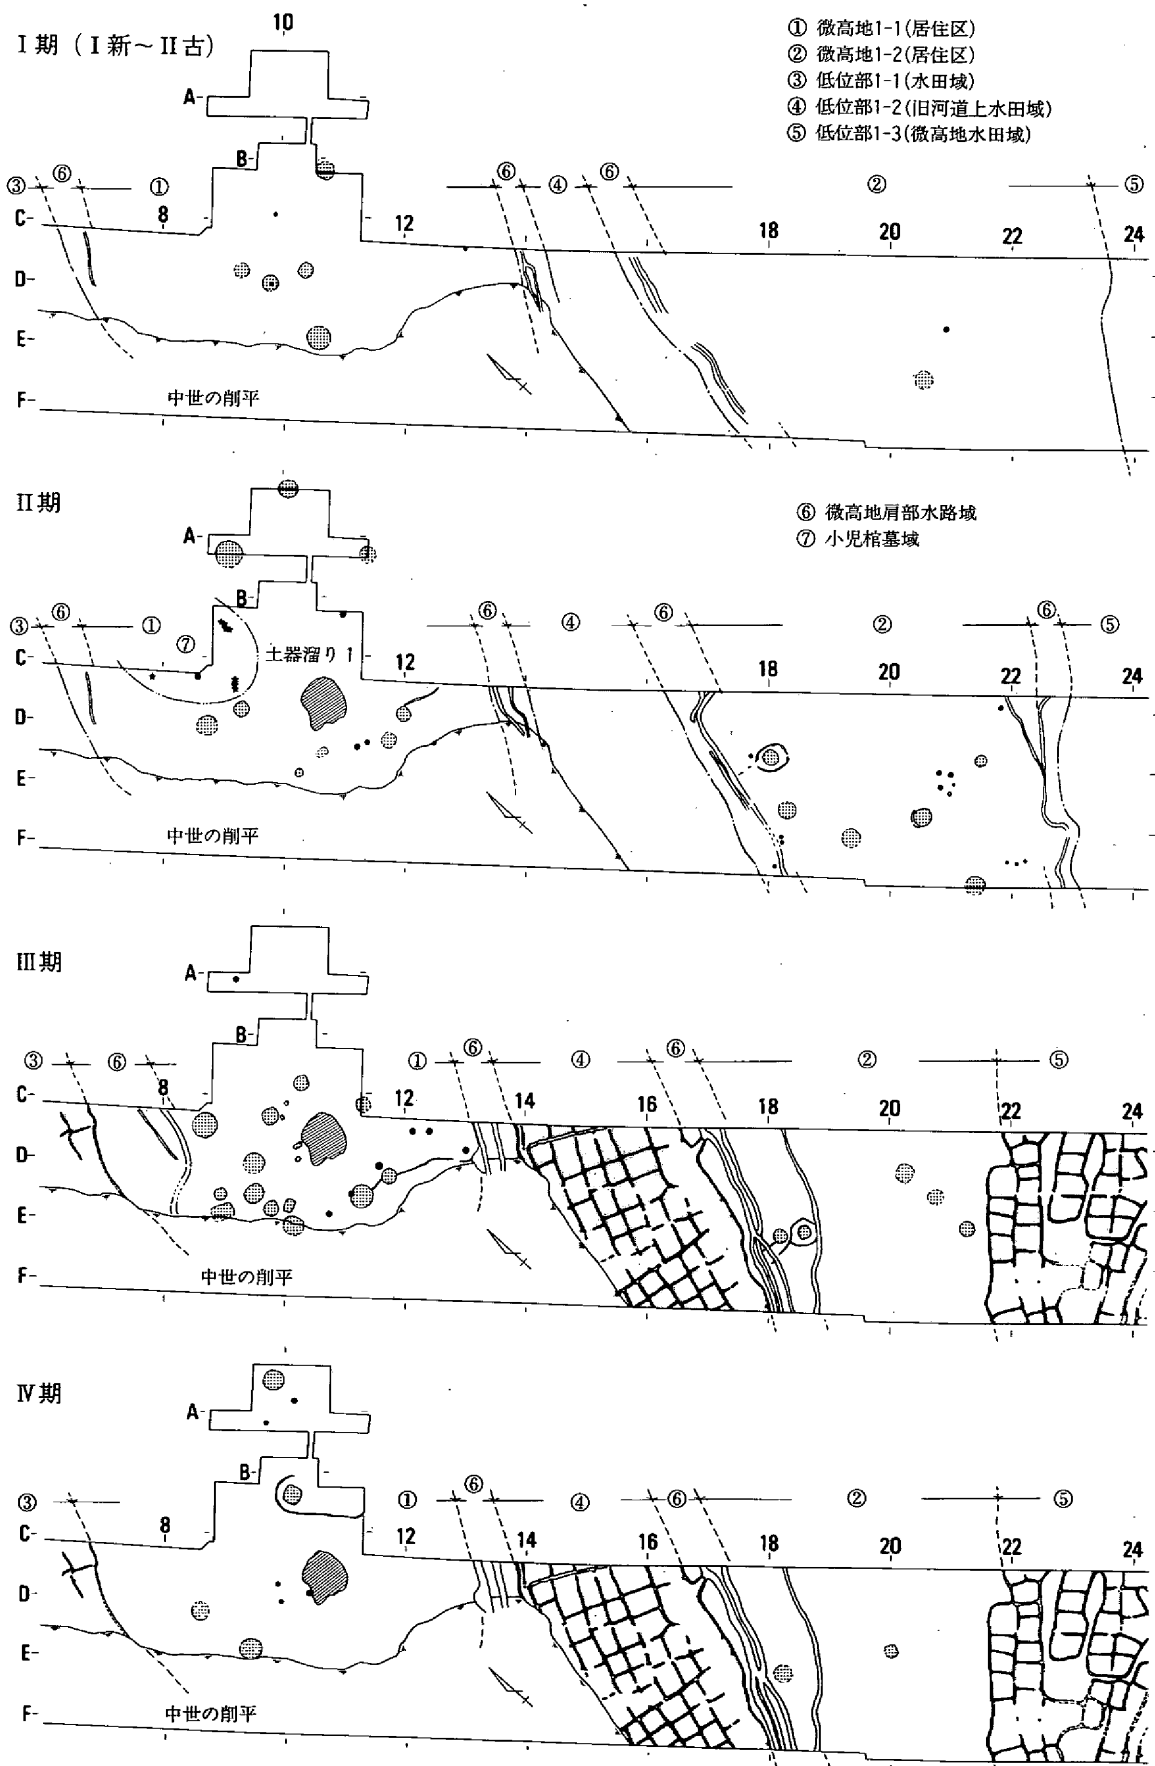 I期（I新～II古）
10
① 微高地1-1(居住区)
② 微高地1-2(居住区)
③ 低位部1-1(水田域)
④ 低位部1-2(旧河道上水田域)
⑤ 低位部1-3(微高地水田域)
A-
B-
③ ⑥ ① ⑥ ④ ⑥ ② ⑤
C- 8 12 18 20 22 24
D-
E-
F- 中世の削平
II期
⑥ 微高地肩部水路域
⑦ 小児棺墓域
A-
B-
③ ⑥ ① ⑦ ⑥ ④ ⑥ ② ⑥ ⑤
C- 土器溜り1 12 18 20 22 24
D-
E-
F- 中世の削平
III期
A-
B-
③ ⑥ ① ⑥ ④ ⑥ ② ⑤
C- 8 12 14 16 18 20 22 24
D-
E-
F- 中世の削平
IV期
A-
B-
③ ① ⑥ ④ ⑥ ② ⑤
C- 8 12 14 16 18 20 22 24
D-
E-
F- 中世の削平